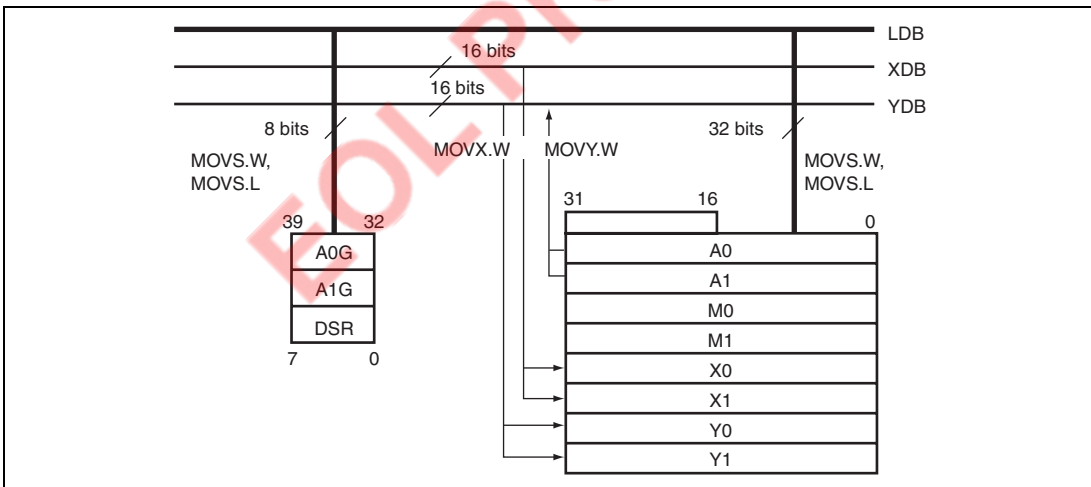 LDB
16 bits
XDB
16 bits
YDB
8 bits
32 bits
MOVX.W
MOVY.W
MOVS.W,
MOVS.L
MOVS.W,
MOVS.L
31
16
0
39
32
A0G
A1G
DSR
7
0
A0
A1
M0
M1
X0
X1
Y0
Y1
EOL P